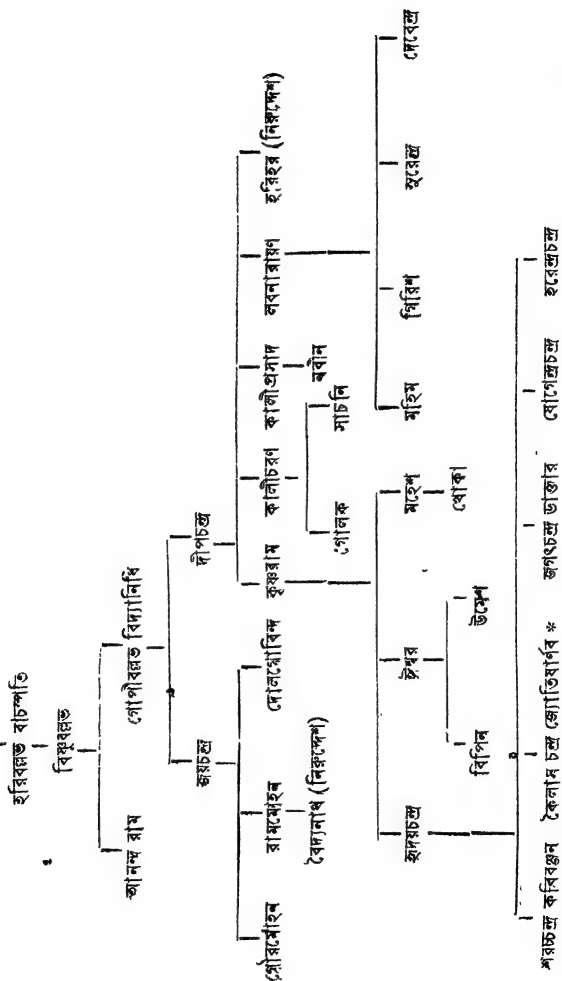 হরিবল্লভ বাচস্পতি
বিষ্ণুবল্লভ
আনন্দ রাম গোপীবল্লভ বিদ্যানিধি
জয়চন্দ্র দীপচন্দ্র
গৌরমোহন রামমোহন দোলগোবিন্দ কৃষ্ণরাম কালীচরণ কালীপ্রসাদ লবনারায়ণ হরিহর (নিরুদ্দেশ)
বৈদ্যনাথ (নিরুদ্দেশ) গোলক সাচনি নবীন
হৃদয়চন্দ্র ঈশ্বর মহেশ মহিম গিরিশ সুরেন্দ্র দেবেন্দ্র
বিপিন উমেশ খোকা
শরচ্চন্দ্র কবিরঞ্জন কৈলাস চন্দ্র জ্যোতিষার্ণব * জগৎচন্দ্র ডাক্তার যোগেন্দ্রচন্দ্র হরেন্দ্রচন্দ্র